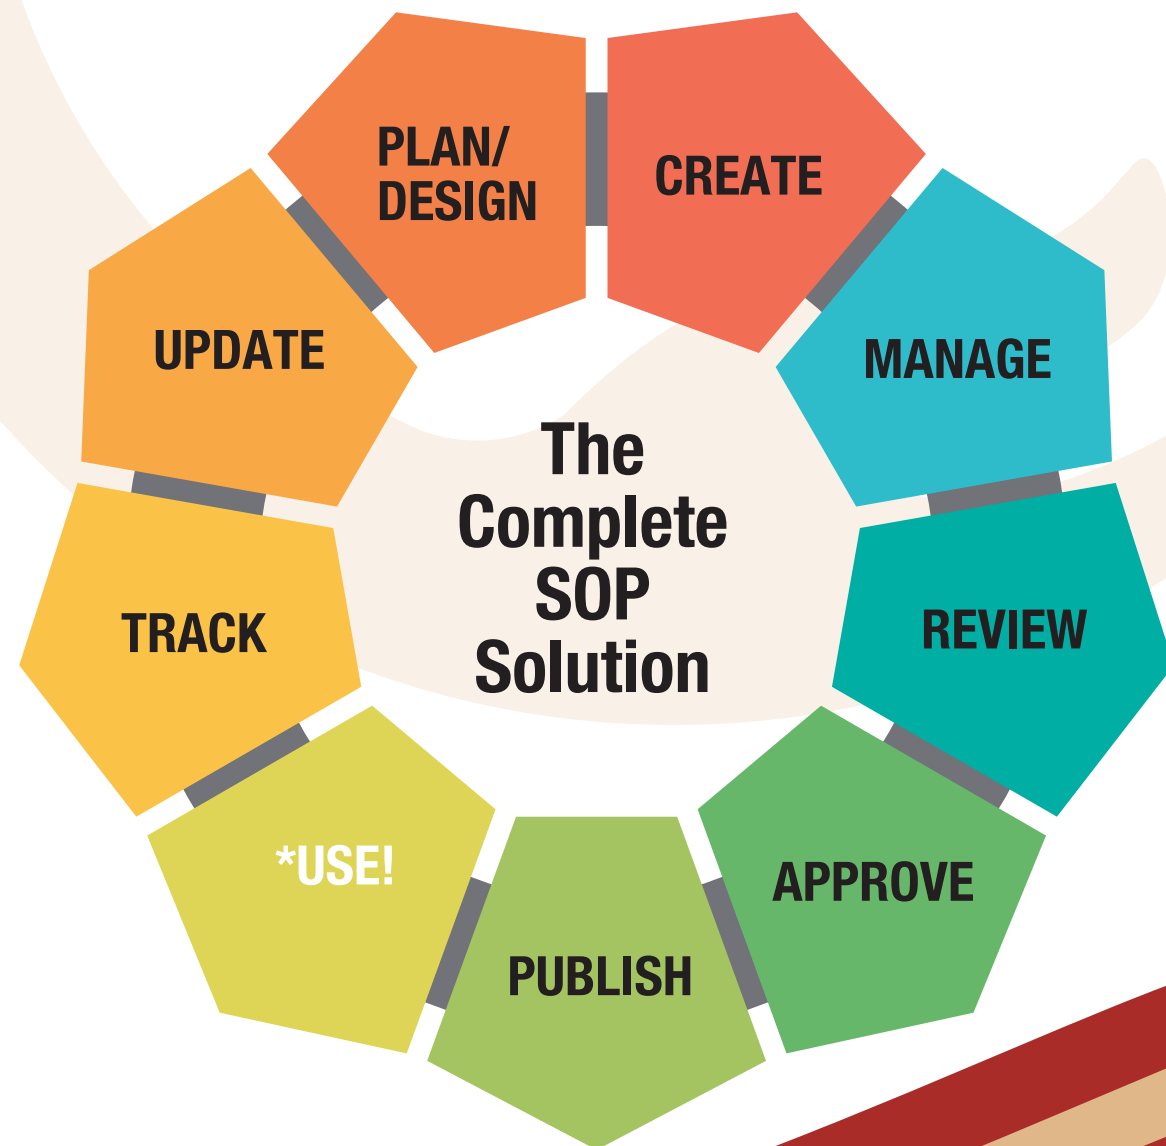 PLAN/
DESIGN
CREATE
MANAGE
REVIEW
APPROVE
PUBLISH
*USE!
TRACK
UPDATE
The
Complete
SOP
Solution